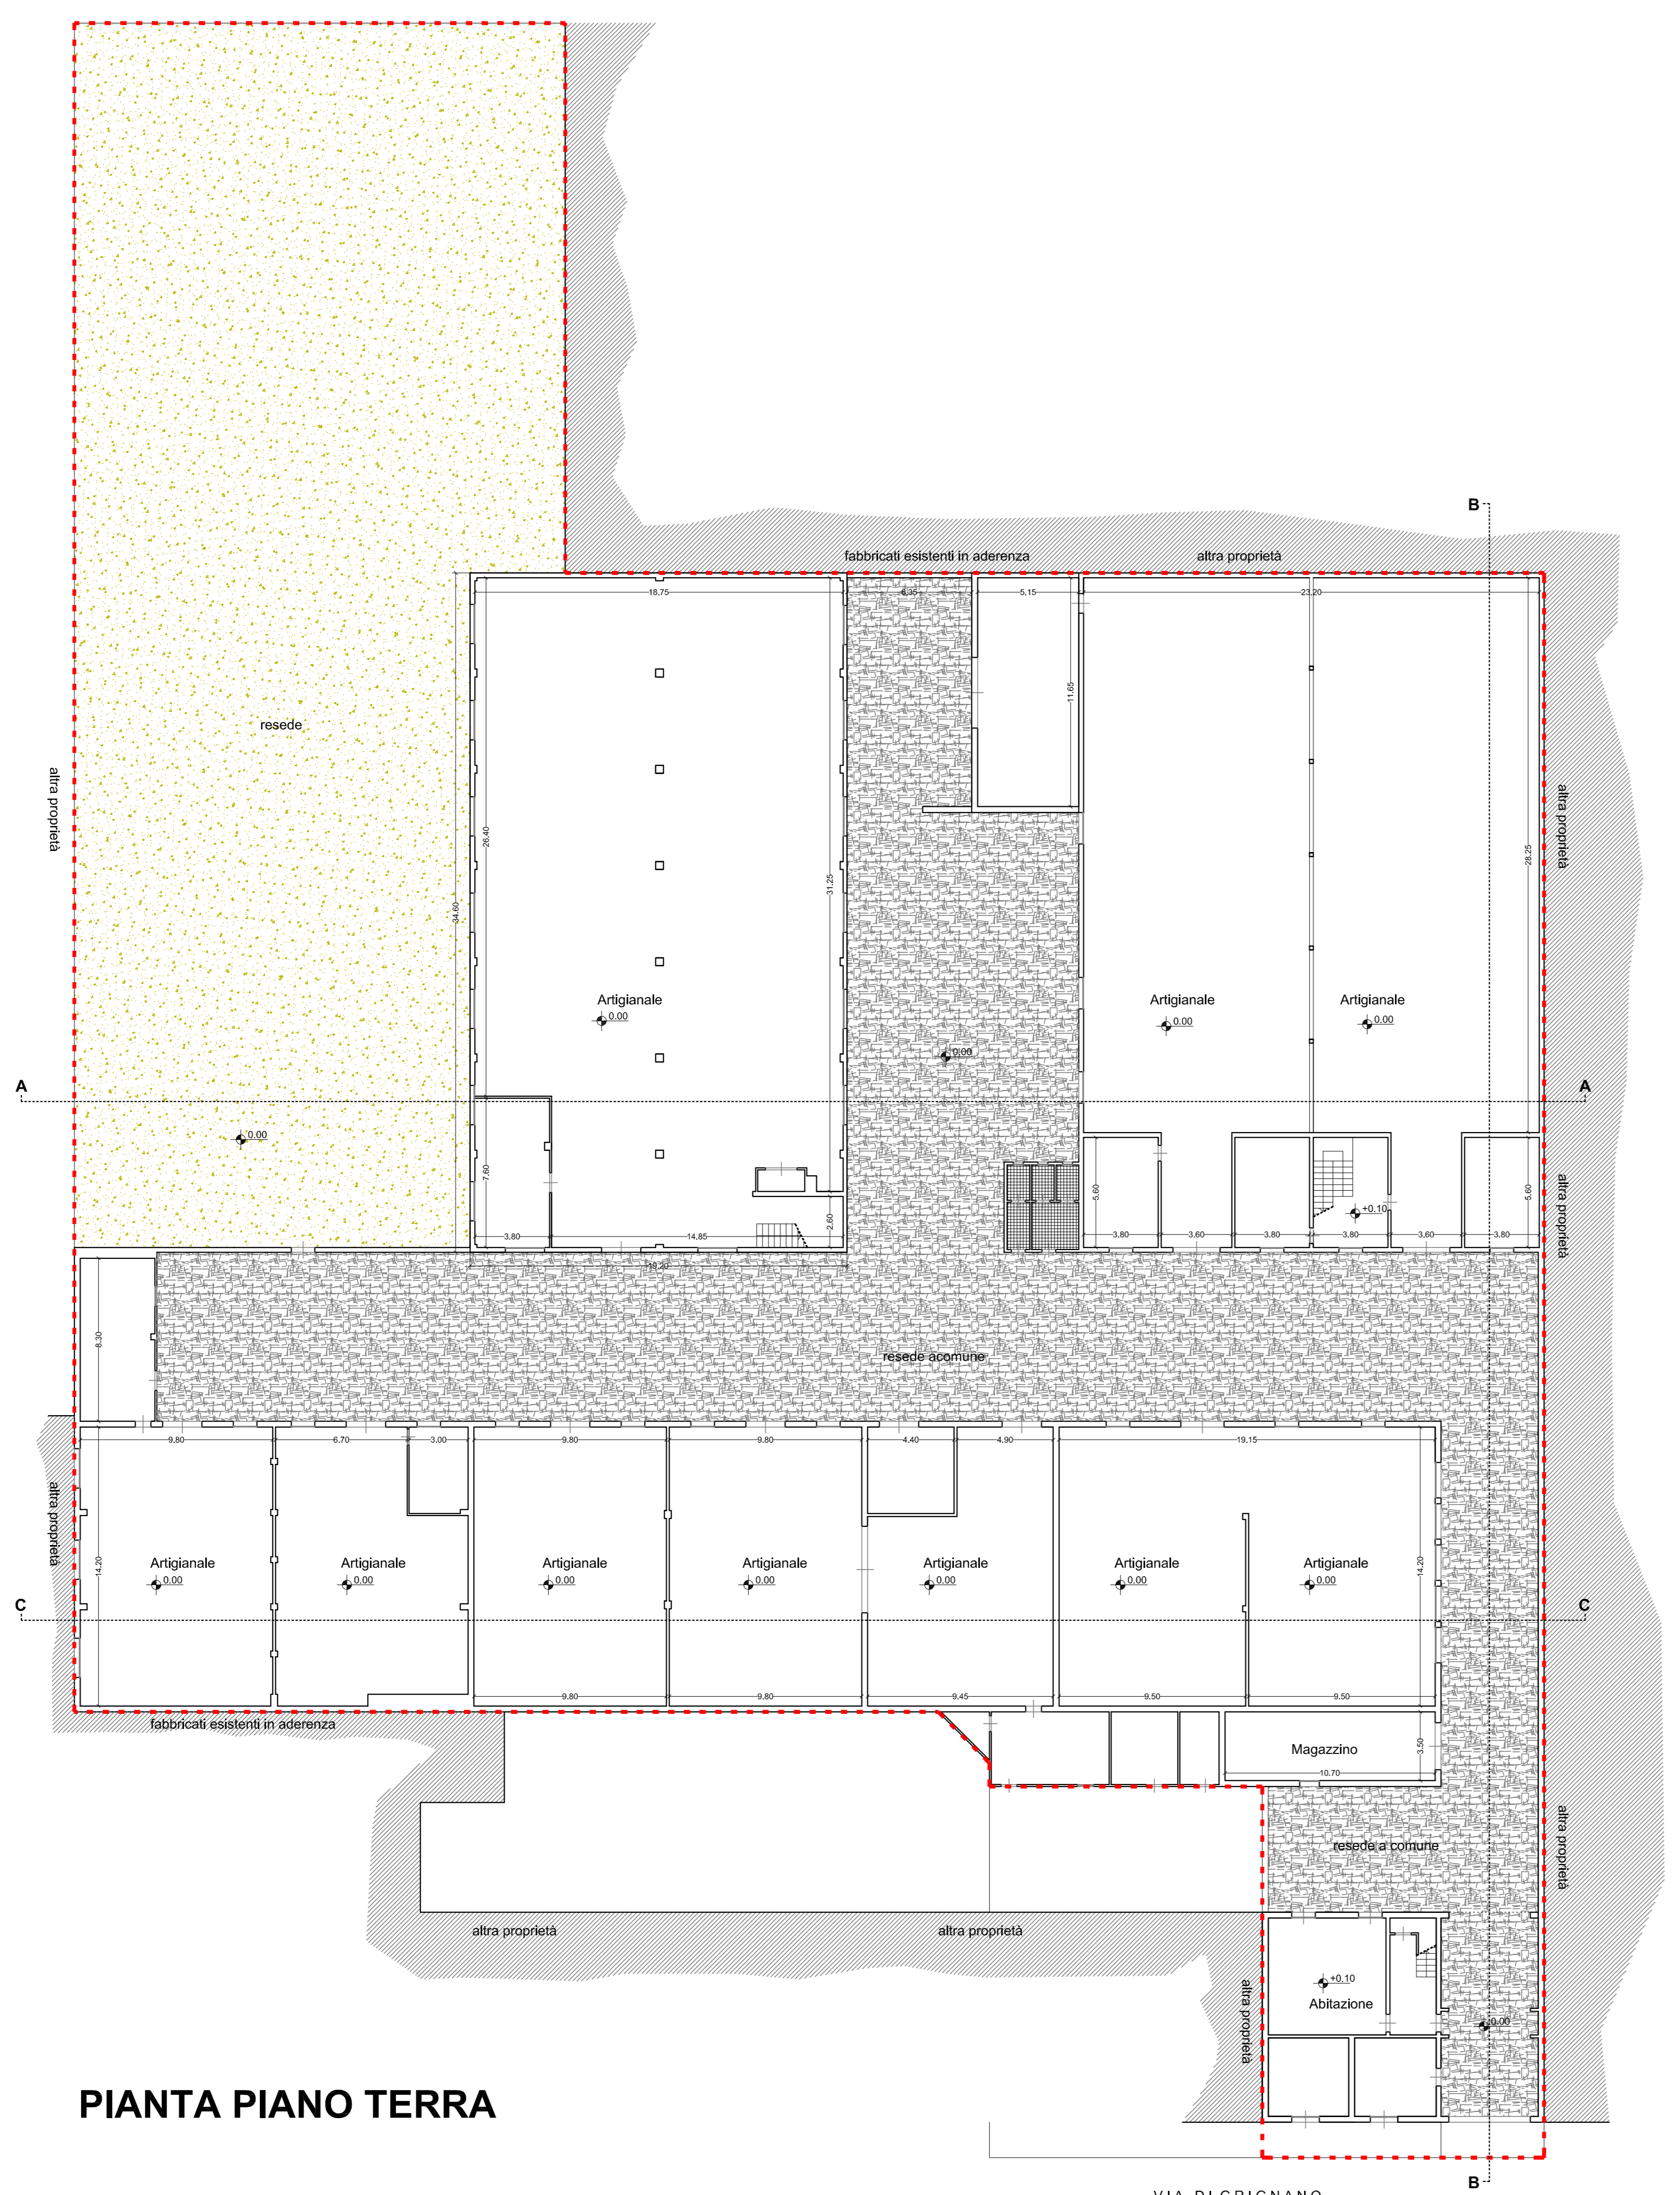 B
fabbricati esistenti in aderenza
altra proprietà
18,75
6,35
5,15
23,20
11.65
resede
altra proprietà
altra proprietà
26.40
31.25
28.25
34.60
Artigianale
0.00
Artigianale
0.00
Artigianale
0.00
0.00
A
A
0.00
7.60
5.60
+0.10
5.60
altra proprietà
2.60
3.80
14.85
3.80
3.60
3.80
3.80
3.60
3.80
19.20
8.30
resede acomune
9.80
6.70
3.00
9.80
9.80
4.40
4.90
19.15
altra proprietà
14.20
14.20
Artigianale
0.00
Artigianale
0.00
Artigianale
0.00
Artigianale
0.00
Artigianale
0.00
Artigianale
0.00
Artigianale
0.00
C
C
9.80
9.80
9.45
9.50
9.50
fabbricati esistenti in aderenza
Magazzino
3.50
10.70
resede a comune
altra proprietà
altra proprietà
altra proprietà
altra proprietà
+0.10
Abitazione
0.00
PIANTA PIANO TERRA
B
VIA DI GRIGNANO